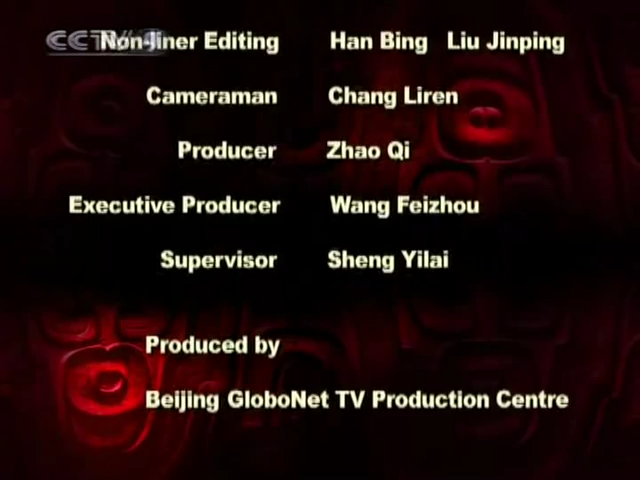 CCTV Non-liner Editing Han Bing Liu Jinping
Cameraman Chang Liren
Producer Zhao Qi
Executive Producer Wang Feizhou
Supervisor Sheng Yilai
Produced by
Beijing GloboNet TV Production Centre